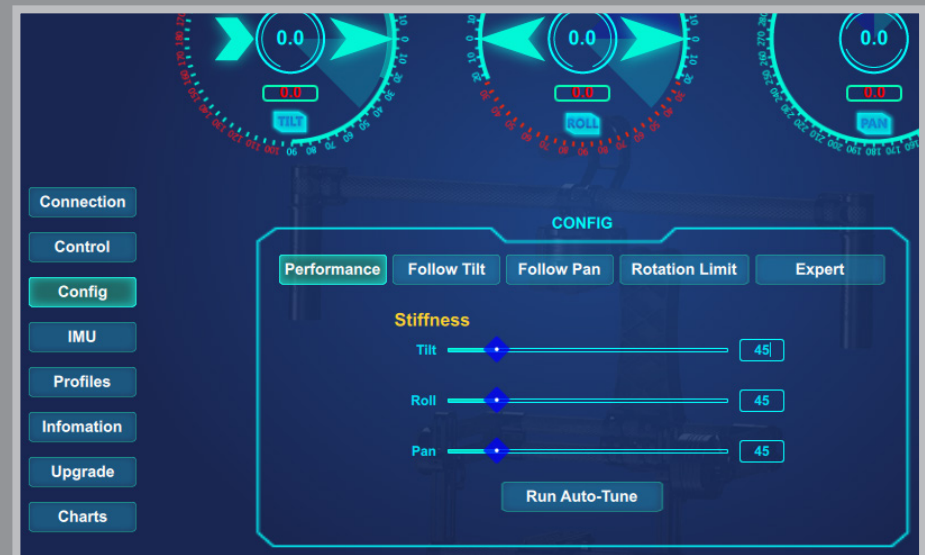 0.0
0.0
0.0
0.0
0.0
0.0
TILT
ROLL
PAN
Connection
Control
Config
IMU
Profiles
Infomation
Upgrade
Charts
CONFIG
Performance Follow Tilt Follow Pan Rotation Limit Expert
Stiffness
Tilt 45
Roll 45
Pan 45
Run Auto-Tune